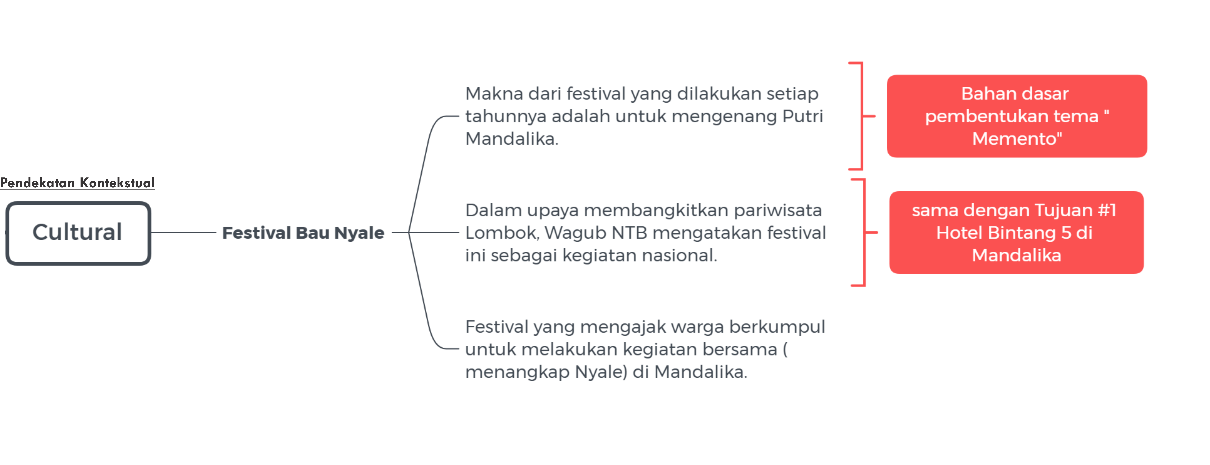 Pendekatan Kontekstual
Cultural
Festival Bau Nyale
Makna dari festival yang dilakukan setiap
tahunnya adalah untuk mengenang Putri
Mandalika.
Bahan dasar
pembentukan tema "
Memento"
Dalam upaya membangkitkan pariwisata
Lombok, Wagub NTB mengatakan festival
ini sebagai kegiatan nasional.
sama dengan Tujuan #1
Hotel Bintang 5 di
Mandalika
Festival yang mengajak warga berkumpul
untuk melakukan kegiatan bersama (
menangkap Nyale) di Mandalika.